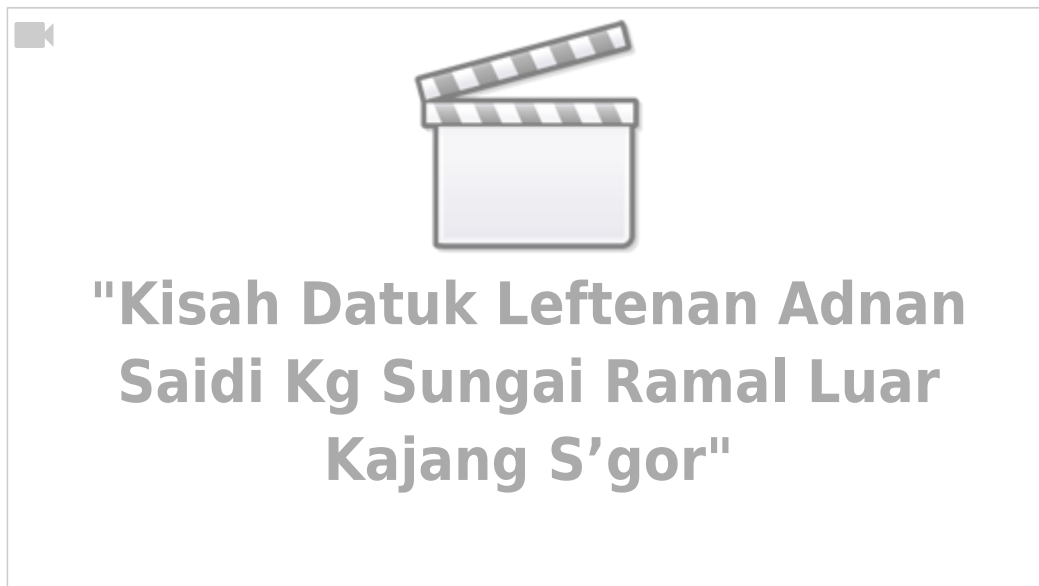 "Kisah Datuk Leftenan Adnan
Saidi Kg Sungai Ramal Luar
Kajang S’gor"